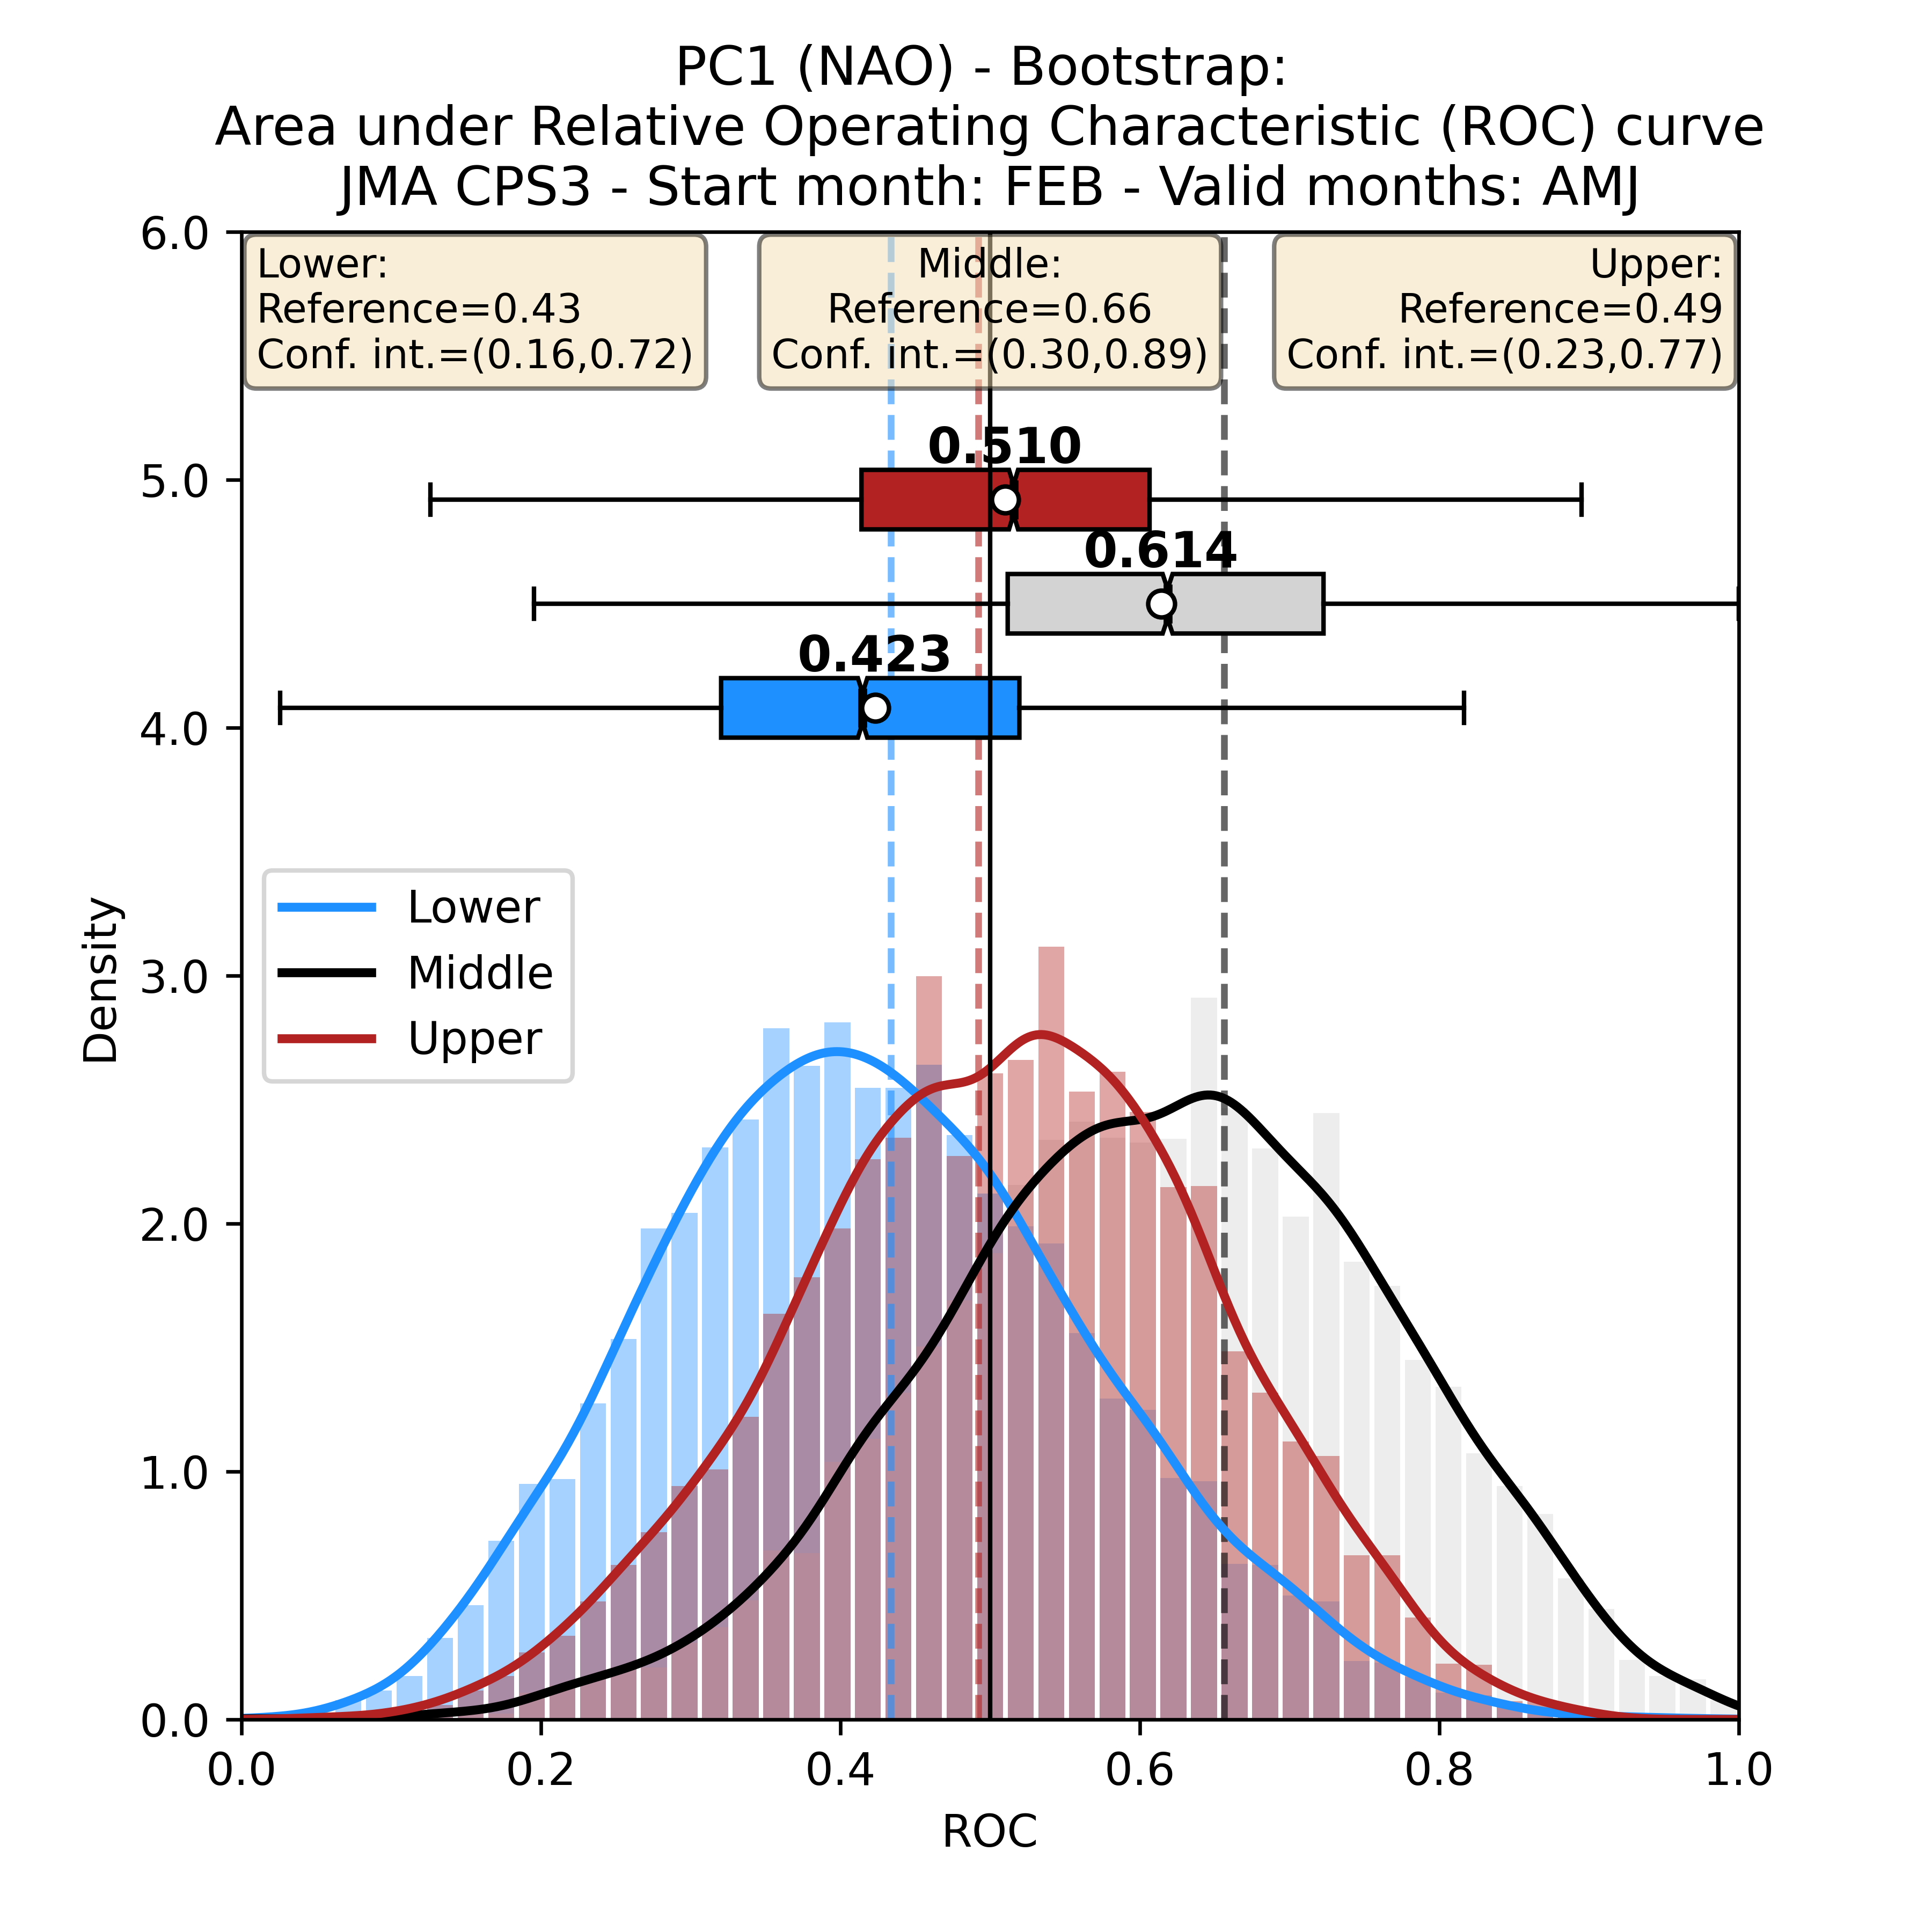 PC1 (NAO) - Bootstrap:
Area under Relative Operating Characteristic (ROC) curve
JMA CPS3 - Start month: FEB - Valid months: AMJ
Lower:
Reference=0.43
Conf. int.=(0.16,0.72)
Middle:
Reference=0.66
Conf. int.=(0.30,0.89)
Upper:
Reference=0.49
Conf. int.=(0.23,0.77)
0.510
0.614
0.423
6.0
5.0
4.0
3.0
2.0
1.0
0.0
Density
Lower
Middle
Upper
0.0
0.2
0.4
0.6
0.8
1.0
ROC